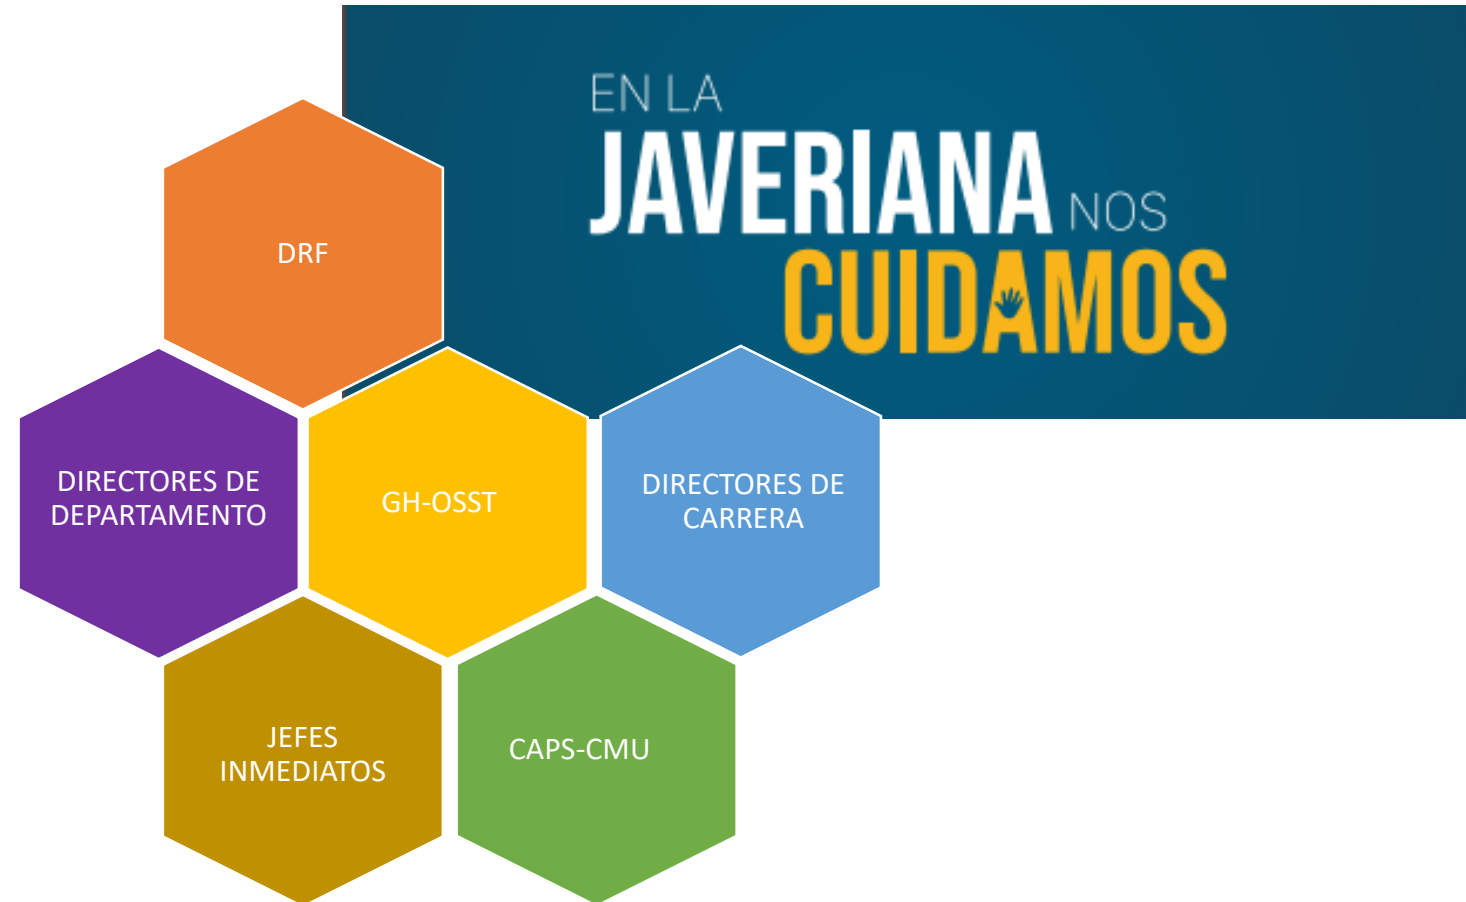 EN LA
JAVERIANA NOS
CUIDAMOS
DRF
DIRECTORES DE
DEPARTAMENTO
GH-OSST
DIRECTORES DE
CARRERA
JEFES
INMEDIATOS
CAPS-CMU